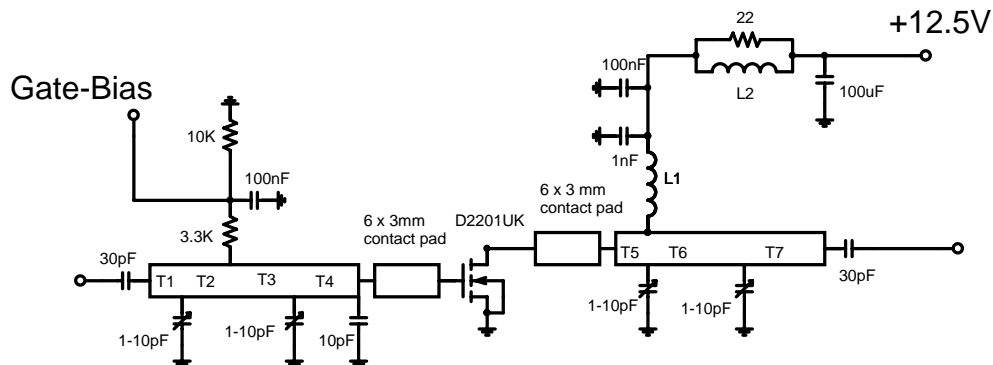 22
+12.5V
100nF
L2
100uF
Gate-Bias
10K
1nF
L1
100nF
6 x 3 mm
contact pad
6 x 3mm
contact pad
D2201UK
3.3K
30pF
T1 T2 T3 T4
T5 T6 T7
30pF
1-10pF
1-10pF
10pF
1-10pF
1-10pF